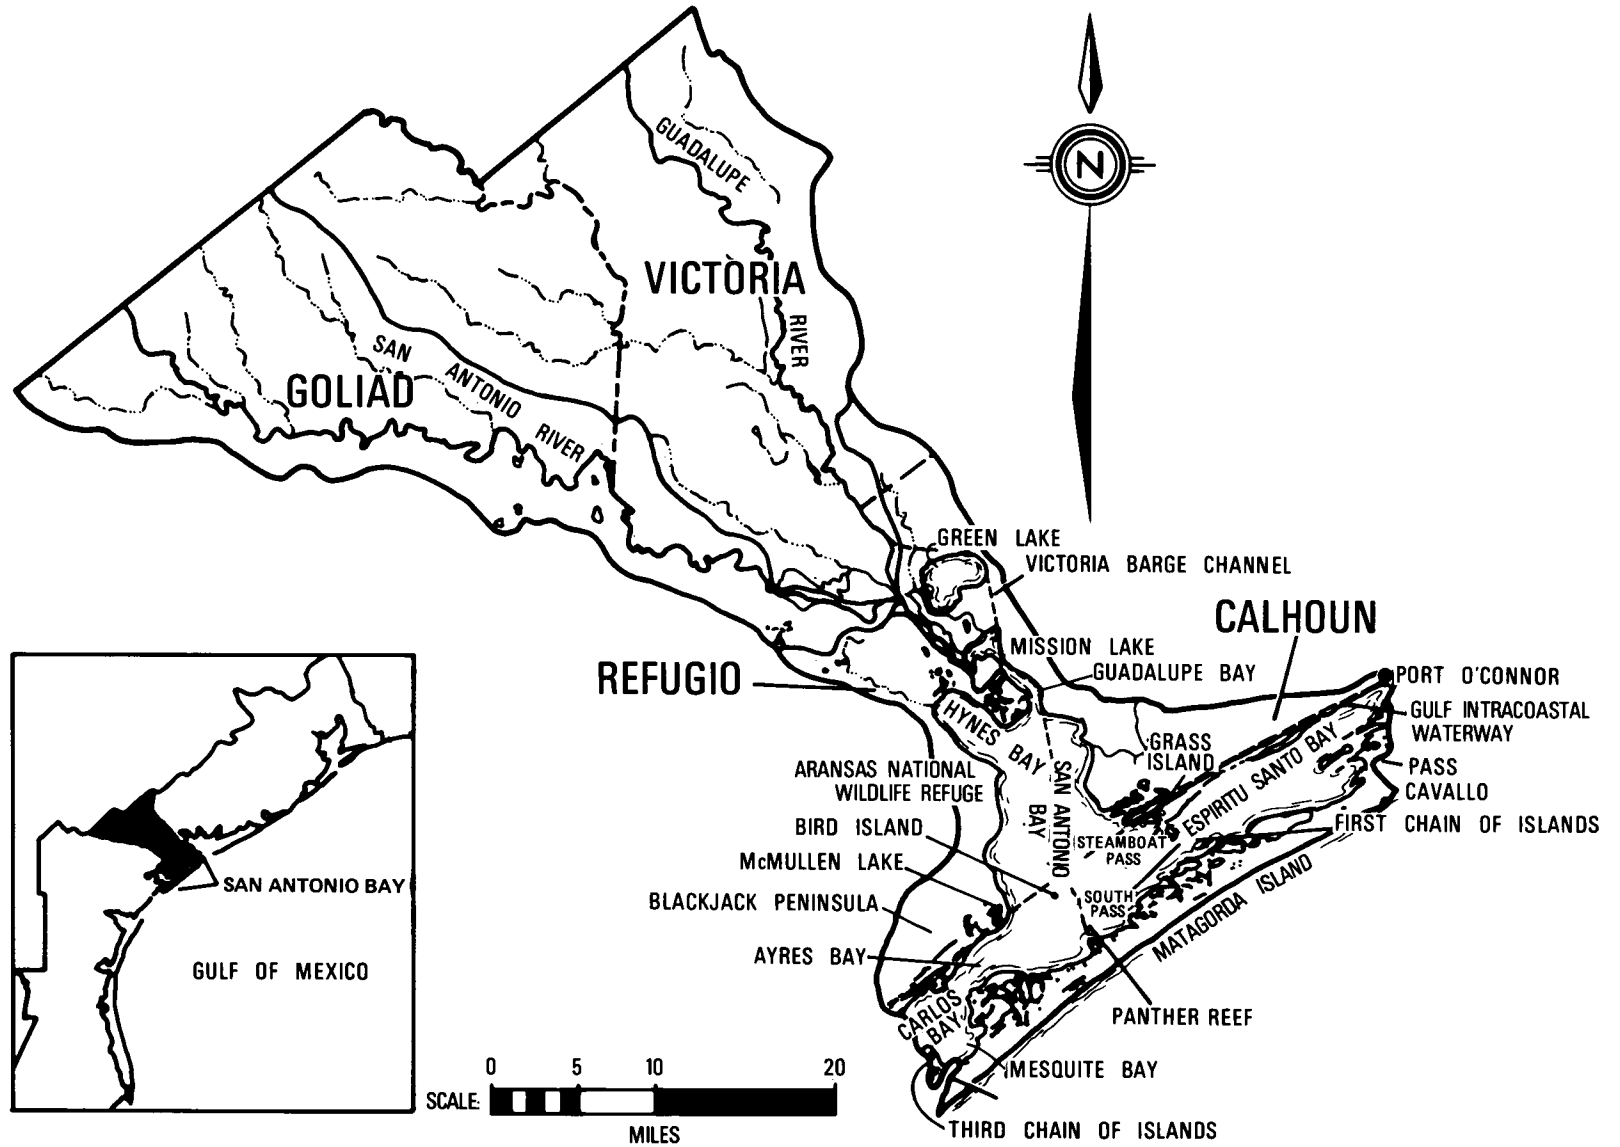 GUADALUPE
N
VICTORIA
RIVER
SAN
ANTONIO
RIVER
GOLIAD
GREEN LAKE
VICTORIA BARGE CHANNEL
CALHOUN
MISSION LAKE
REFUGIO
GUADALUPE BAY
PORT O'CONNOR
HYNES BAY
GULF INTRACOASTAL
WATERWAY
GRASS
ISLAND
ESPIRITU SANTO BAY
SAN ANTONIO
BAY
PASS
CAVALLO
ARANSAS NATIONAL
WILDLIFE REFUGE
BIRD ISLAND
FIRST CHAIN OF ISLANDS
STEAMBOAT
PASS
McMULLEN LAKE
SOUTH
PASS
MATAGORDA ISLAND
BLACKJACK PENINSULA
AYRES BAY
CARLOS
BAY
PANTHER REEF
MESQUITE BAY
THIRD CHAIN OF ISLANDS
SAN ANTONIO BAY
GULF OF MEXICO
0 5 10 20
SCALE:
MILES